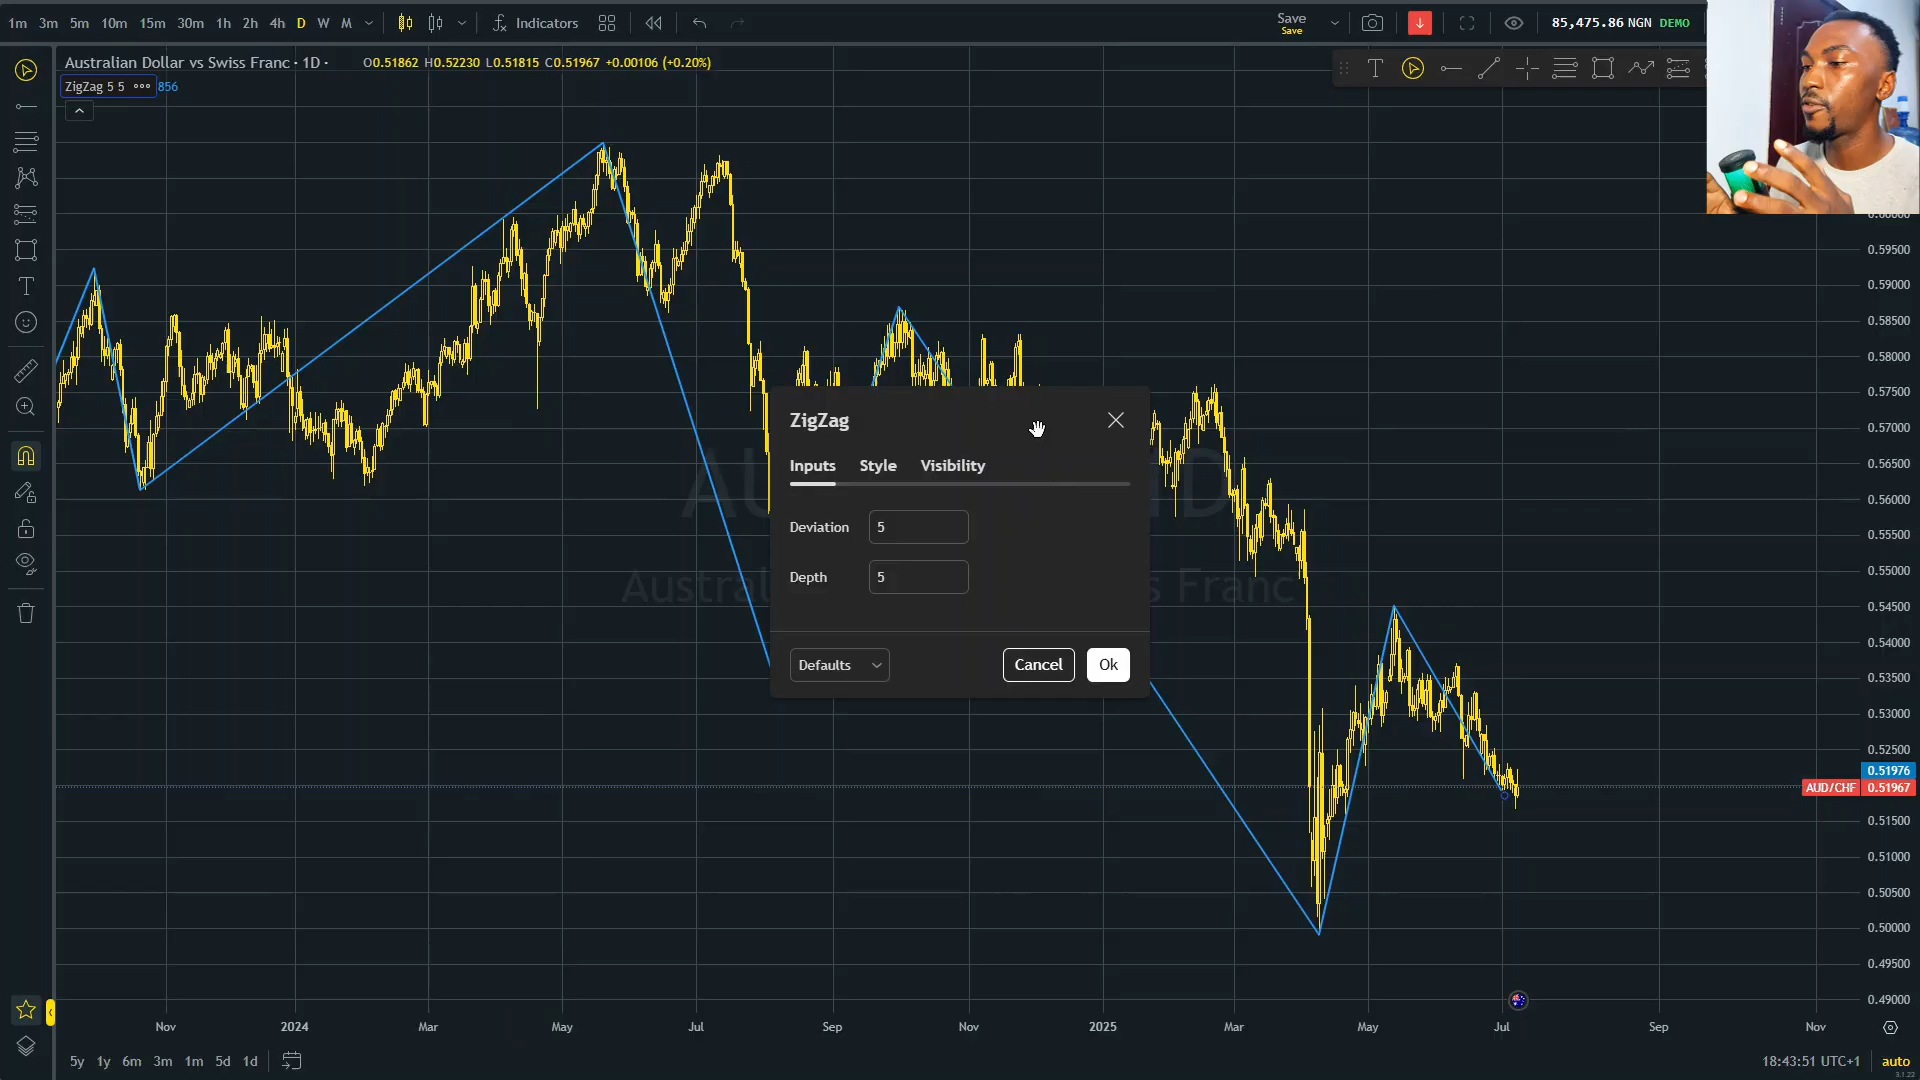 1m 3m 5m 10m 15m 30m 1h 2h 4h D W M Indicators Save Save 85,475.86 NGN DEMO
Australian Dollar vs Swiss Franc · 1D · O0.51862 H0.52230 L0.51815 C0.51967 +0.00106 (+0.20%)
ZigZag 5 5 856
0.59500
0.59000
0.58500
0.58000
0.57500
0.57000
0.56500
0.56000
0.55500
0.55000
0.54500
0.54000
0.53500
0.53000
0.52500
0.51976
AUD/CHF 0.51967
0.51500
0.51000
0.50500
0.50000
0.49500
0.49000
ZigZag
Inputs Style Visibility
Deviation 5
Depth 5
Defaults Cancel Ok
Franc
Nov 2024 Mar May Jul Sep Nov 2025 Mar May Jul Sep Nov
5y 1y 6m 3m 1m 5d 1d 18:43:51 UTC+1 auto